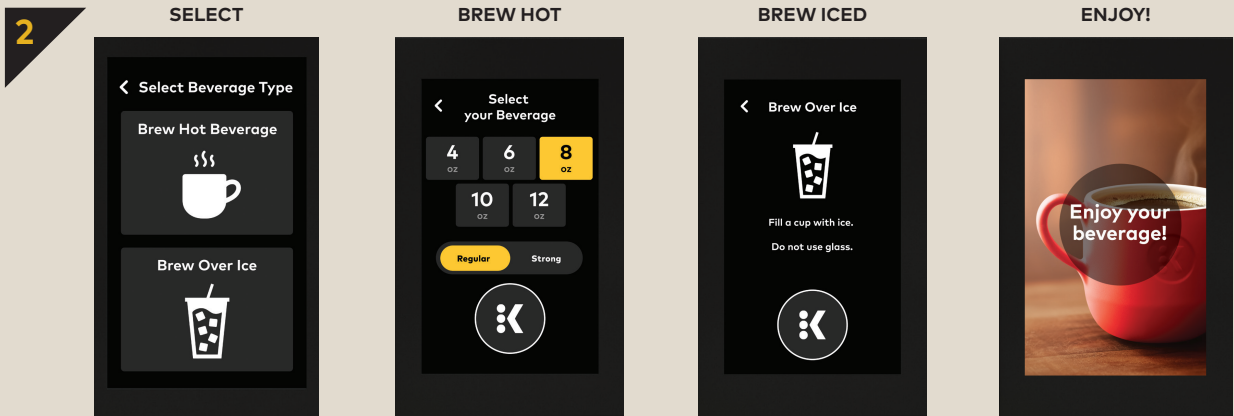 2
SELECT
Select Beverage Type
Brew Hot Beverage
Brew Over Ice
BREW HOT
Select
your Beverage
4 6 8
oz oz oz
10 12
oz oz
Regular Strong
K
BREW ICED
Brew Over Ice
Fill a cup with ice.
Do not use glass.
K
ENJOY!
Enjoy your
beverage!